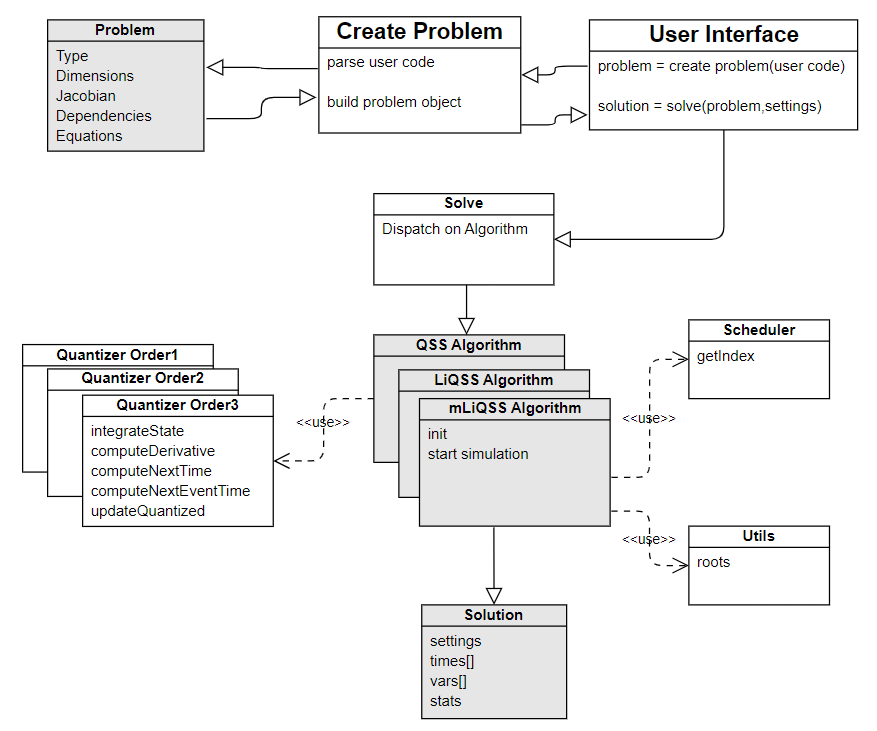 Problem
Type
Dimensions
Jacobian
Dependencies
Equations
Create Problem
parse user code
build problem object
User Interface
problem = create problem(user code)
solution = solve(problem,settings)
Solve
Dispatch on Algorithm
Quantizer Order1
Quantizer Order2
Quantizer Order3
integrateState
computeDerivative
computeNextTime
computeNextEventTime
updateQuantized
<<use>>
QSS Algorithm
LiQSS Algorithm
mLiQSS Algorithm
init
start simulation
<<use>>
Scheduler
getIndex
<<use>>
Utils
roots
Solution
settings
times[]
vars[]
stats